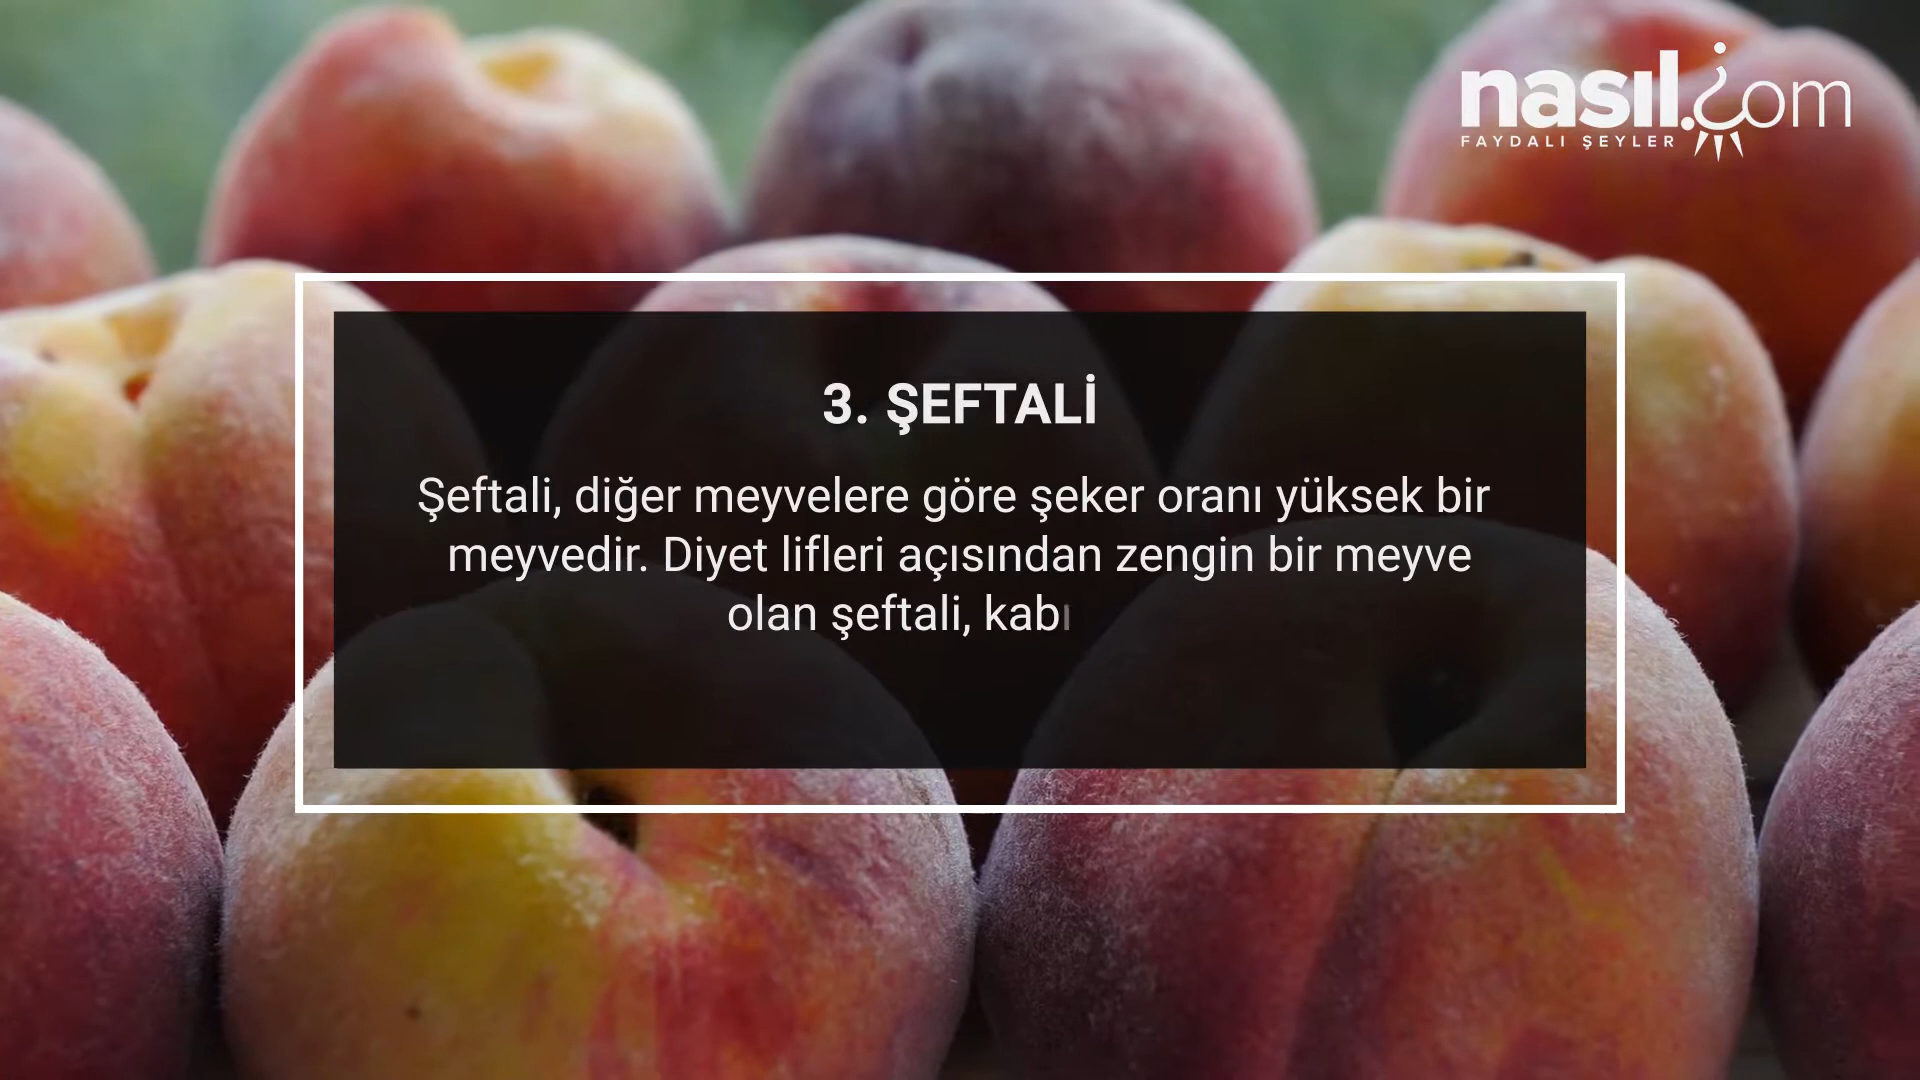 nasıl.com
FAYDALI ŞEYLER
3. ŞEFTALİ
Şeftali, diğer meyvelere göre şeker oranı yüksek bir
meyvedir. Diyet lifleri açısından zengin bir meyve
olan şeftali, kabı